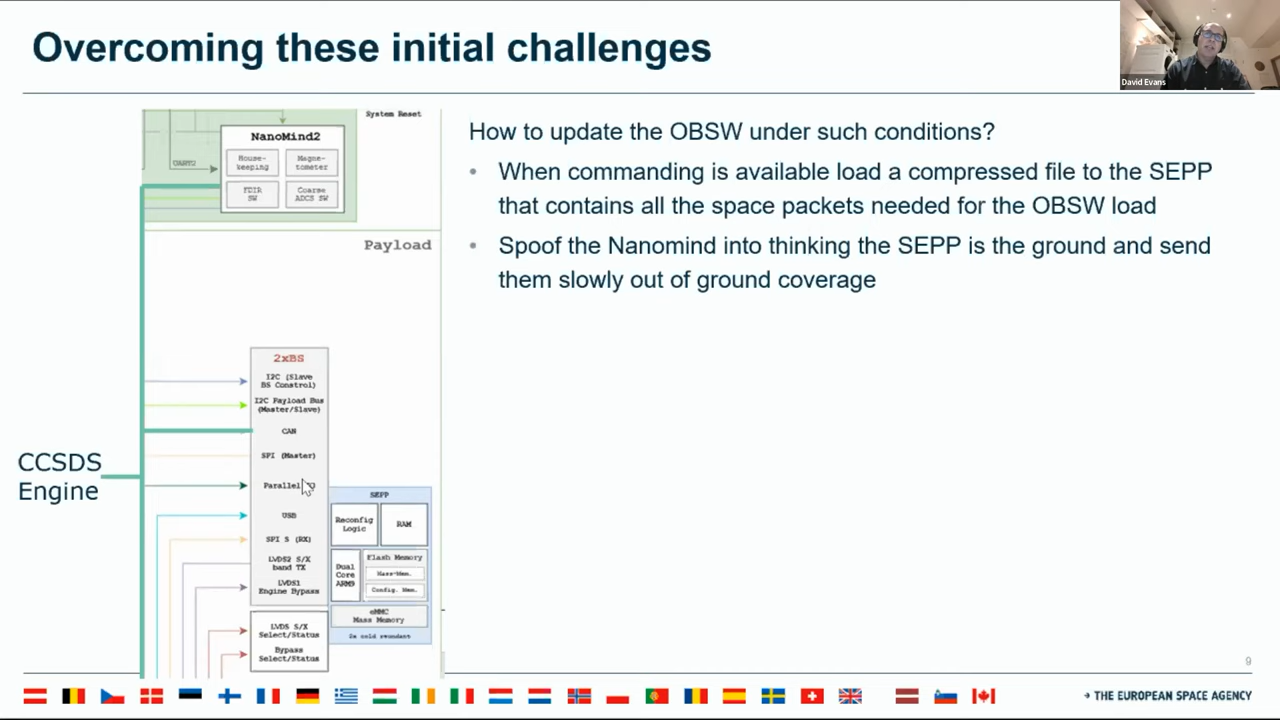 Overcoming these initial challenges
David Evans
System Reset
NanoMind2
UART2
House-
keeping
Magne-
tometer
FDIR
SW
Coarse
ADCS SW
Payload
How to update the OBSW under such conditions?
• When commanding is available load a compressed file to the SEPP
that contains all the space packets needed for the OBSW load
• Spoof the Nanomind into thinking the SEPP is the ground and send
them slowly out of ground coverage
CCSDS
Engine
2xBS
I2C (Slave
BS Constrol)
I2C Payload Bus
(Master/Slave)
CAN
SPI (Master)
Parallel
USB
SPI S (RX)
LVDS2 S/X
band TX
LVDS1
Engine Bypass
LVDS S/X
Select/Status
Bypass
Select/Status
SEPP
Reconfig
Logic
RAM
Dual
Core
ARM9
Flash Memory
Mass-Mem.
Config. Mem.
eMMC
Mass Memory
2x cold redundant
9
→ THE EUROPEAN SPACE AGENCY